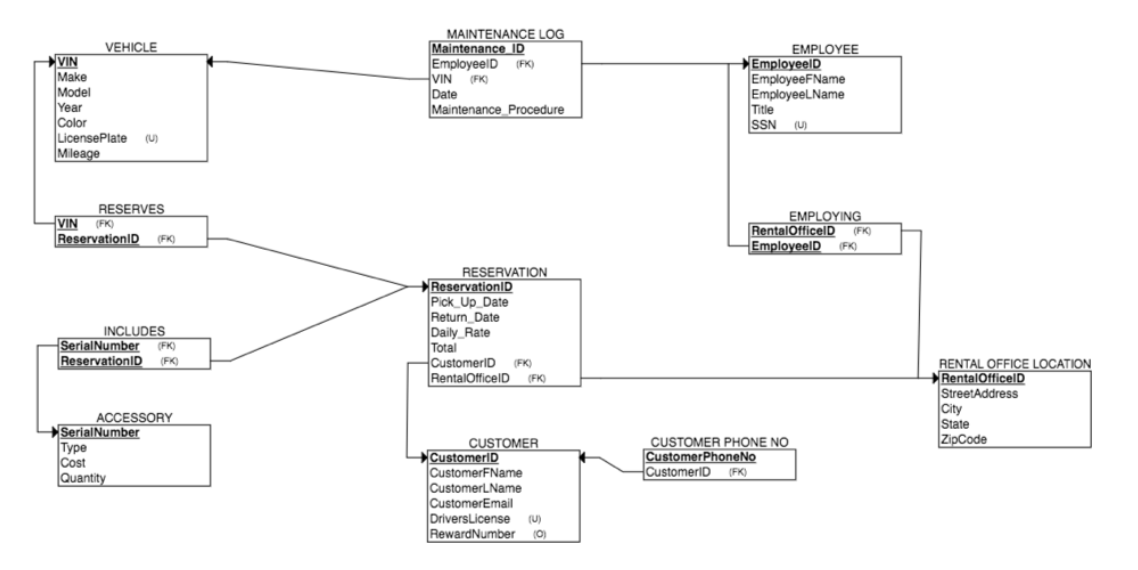 VEHICLE
VIN
Make
Model
Year
Color
LicensePlate (U)
Mileage
MAINTENANCE LOG
Maintenance_ID
EmployeeID (FK)
VIN (FK)
Date
Maintenance_Procedure
EMPLOYEE
EmployeeID
EmployeeFName
EmployeeLName
Title
SSN (U)
RESERVES
VIN (FK)
ReservationID (FK)
EMPLOYING
RentalOfficeID (FK)
EmployeeID (FK)
RESERVATION
ReservationID
Pick_Up_Date
Return_Date
Daily_Rate
Total
CustomerID (FK)
RentalOfficeID (FK)
INCLUDES
SerialNumber (FK)
ReservationID (FK)
RENTAL OFFICE LOCATION
RentalOfficeID
StreetAddress
City
State
ZipCode
ACCESSORY
SerialNumber
Type
Cost
Quantity
CUSTOMER
CustomerID
CustomerFName
CustomerLName
CustomerEmail
DriversLicense (U)
RewardNumber (O)
CUSTOMER PHONE NO
CustomerPhoneNo
CustomerID (FK)